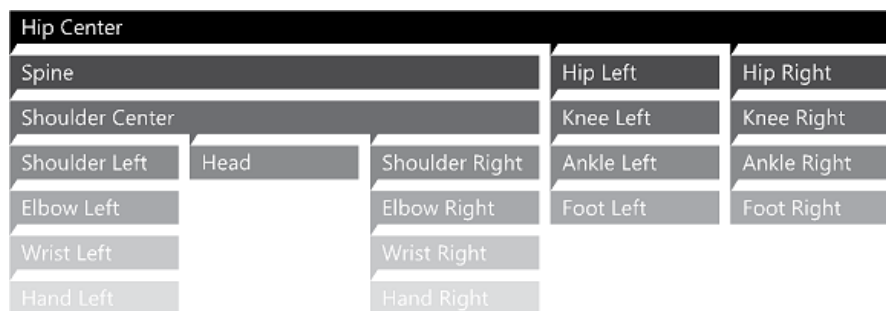 Hip Center
Spine Hip Left Hip Right
Shoulder Center Knee Left Knee Right
Shoulder Left Head Shoulder Right Ankle Left Ankle Right
Elbow Left Elbow Right Foot Left Foot Right
Wrist Left Wrist Right
Hand Left Hand Right